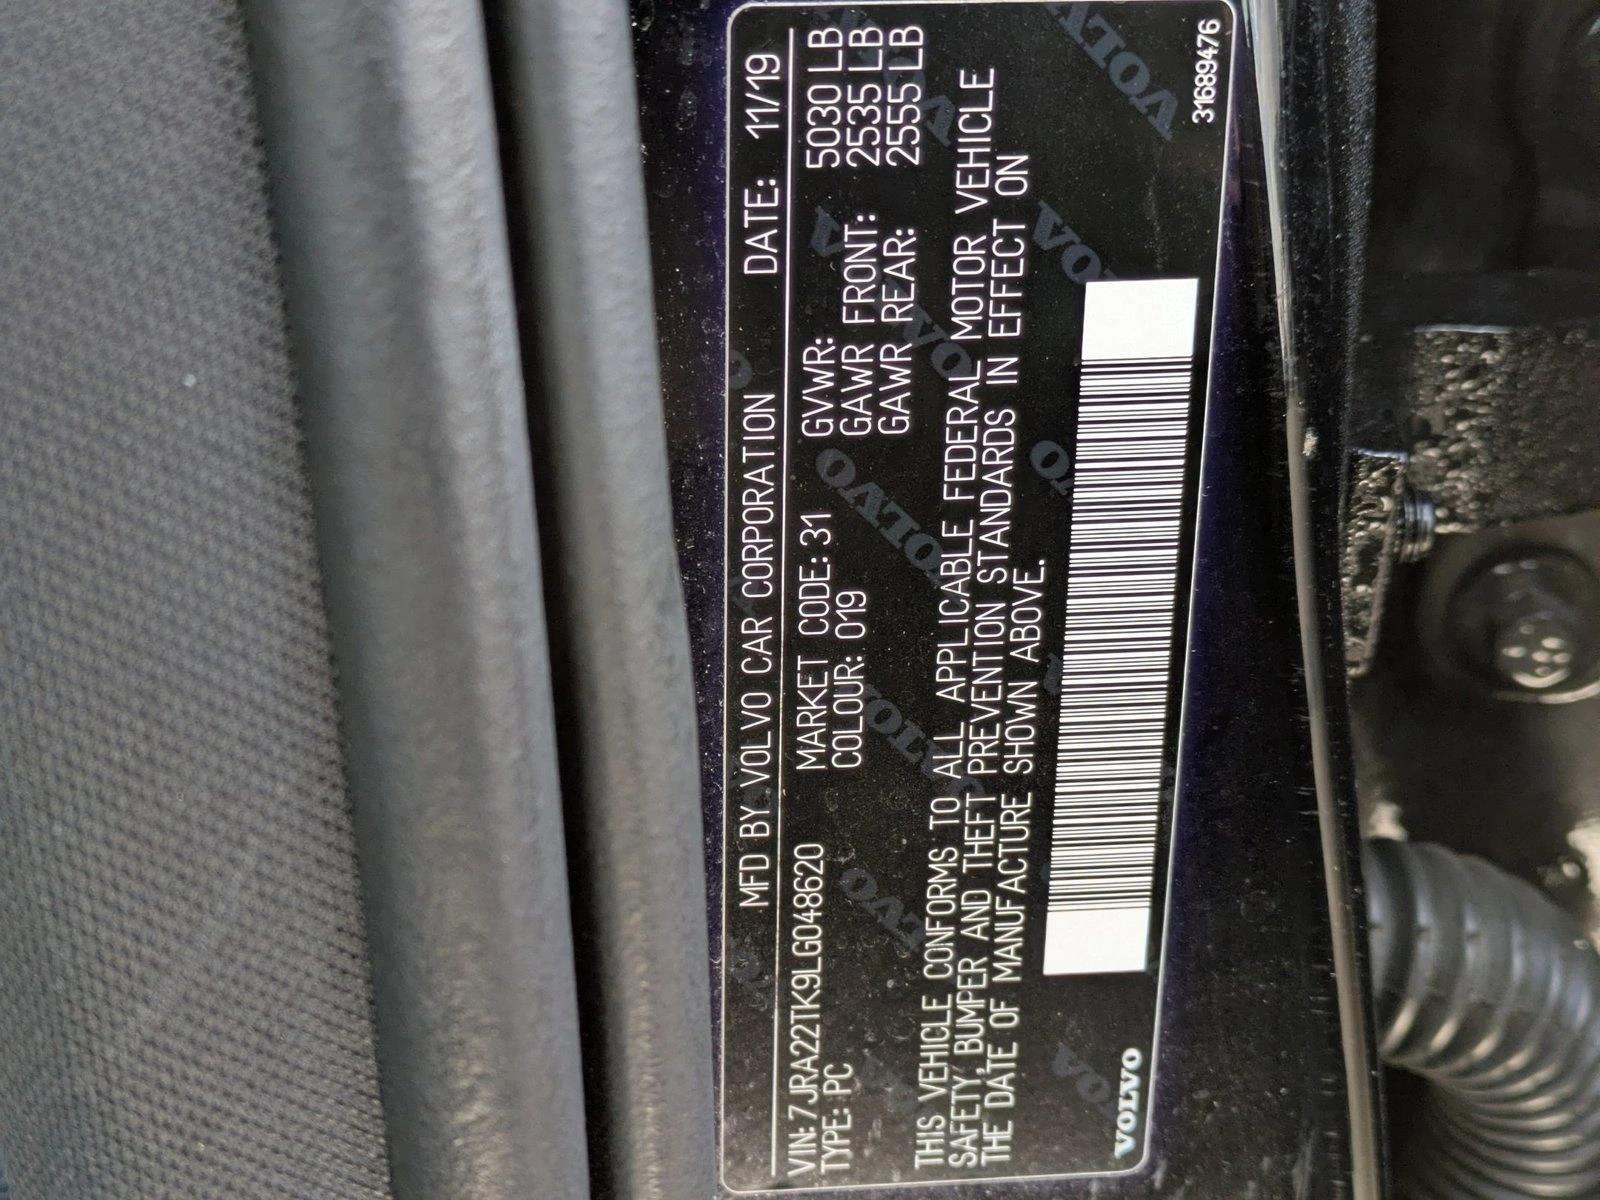 MFD BY VOLVO CAR CORPORATION DATE: 11/19
VIN: 7JRA22TK9LG048620 MARKET CODE: 31 GVWR: 5030 LB
TYPE: PC COLOUR: 019 GAWR FRONT: 2535 LB
GAWR REAR: 2555 LB
THIS VEHICLE CONFORMS TO ALL APPLICABLE FEDERAL MOTOR VEHICLE
SAFETY, BUMPER AND THEFT PREVENTION STANDARDS IN EFFECT ON
THE DATE OF MANUFACTURE SHOWN ABOVE.
VOLVO
31689476